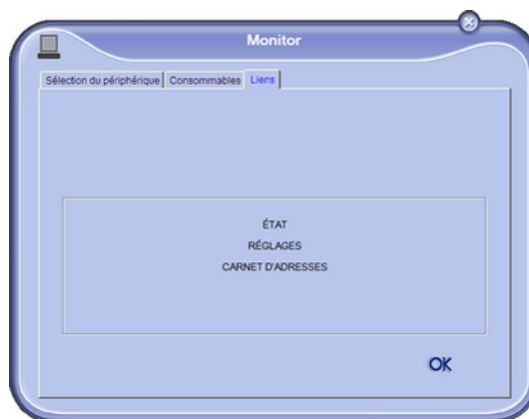 Monitor
Sélection du périphérique Consommables Liens
ÉTAT
RÉGLAGES
CARNET D'ADRESSES
OK